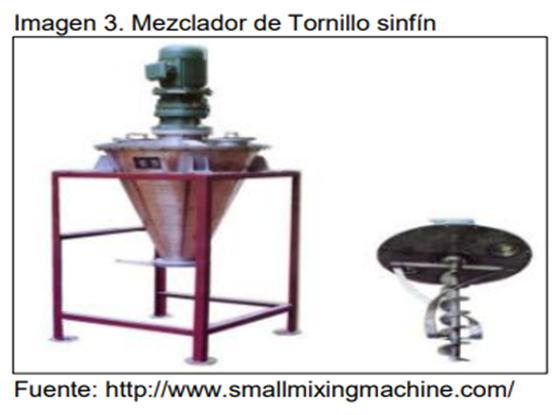 Imagen 3. Mezclador de Tornillo sinfín
Fuente: http://www.smallmixingmachine.com/